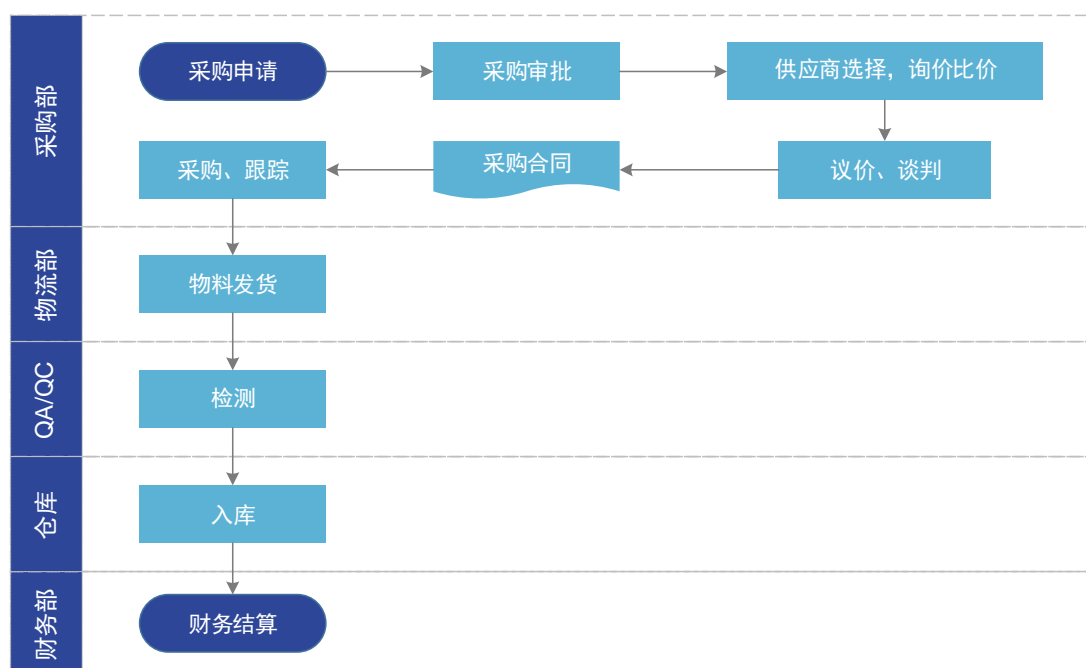 采购部
采购申请
采购审批
供应商选择，询价比价
采购、跟踪
采购合同
议价、谈判
物流部
物料发货
QA/QC
检测
仓库
入库
财务部
财务结算